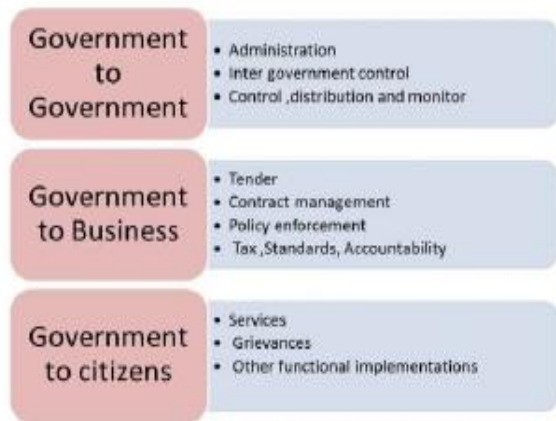 Government
to
Government
• Administration
• Inter government control
• Control ,distribution and monitor
Government
to Business
• Tender
• Contract management
• Policy enforcement
• Tax ,Standards, Accountability
Government
to citizens
• Services
• Grievances
• Other functional implementations